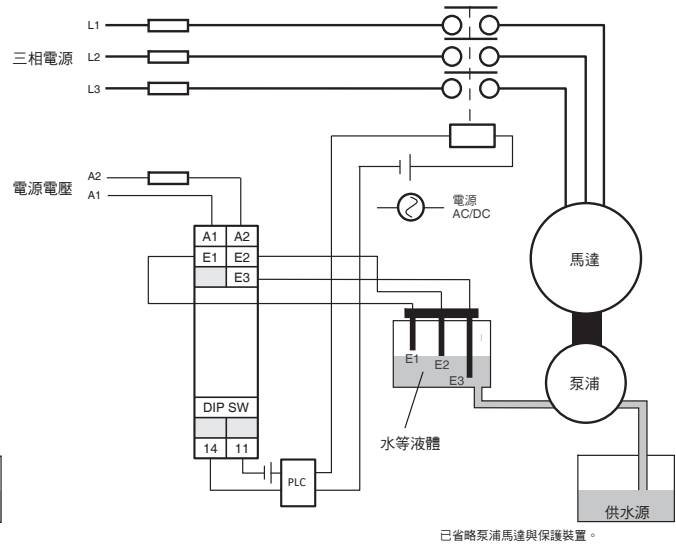 L1
三相電源
L2
L3
A2
電源電壓
A1
電源
AC/DC
A1 A2
E1 E2
E3
馬達
E1
E2
E3
泵浦
DIP SW
水等液體
14 11
PLC
供水源
已省略泵浦馬達與保護裝置。